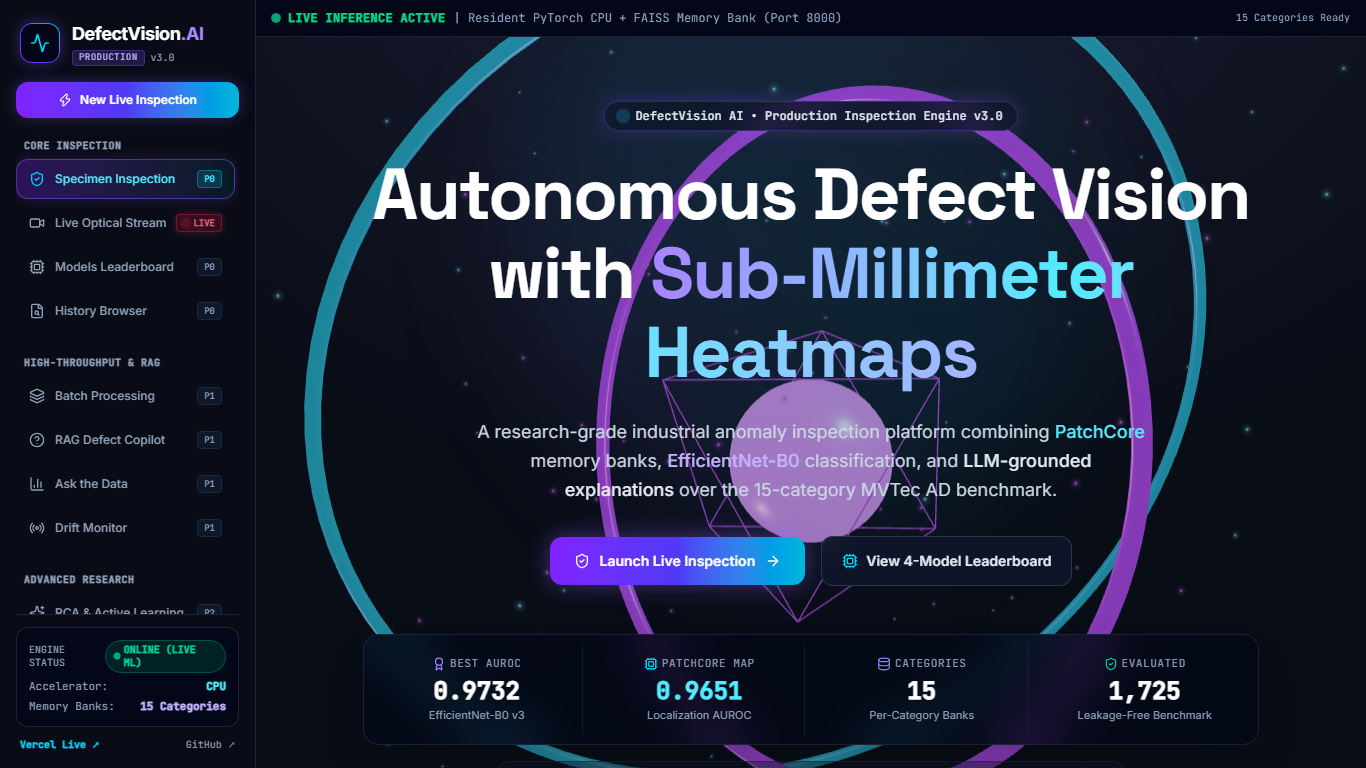 DefectVision.AI
PRODUCTION v3.0
New Live Inspection
CORE INSPECTION
Specimen Inspection P0
Live Optical Stream LIVE
Models Leaderboard P0
History Browser P0
HIGH-THROUGHPUT & RAG
Batch Processing P1
RAG Defect Copilot P1
Ask the Data P1
Drift Monitor P1
ADVANCED RESEARCH
PCA & Active Learning P2
ENGINE STATUS ONLINE (LIVE ML)
Accelerator: CPU
Memory Banks: 15 Categories
Vercel Live ↗ GitHub ↗
LIVE INFERENCE ACTIVE | Resident PyTorch CPU + FAISS Memory Bank (Port 8000) 15 Categories Ready
DefectVision AI • Production Inspection Engine v3.0
Autonomous Defect Vision
with Sub-Millimeter
Heatmaps
A research-grade industrial anomaly inspection platform combining PatchCore
memory banks, EfficientNet-B0 classification, and LLM-grounded
explanations over the 15-category MVTec AD benchmark.
Launch Live Inspection → View 4-Model Leaderboard
BEST AUROC
0.9732
EfficientNet-B0 v3
PATCHCORE MAP
0.9651
Localization AUROC
CATEGORIES
15
Per-Category Banks
EVALUATED
1,725
Leakage-Free Benchmark